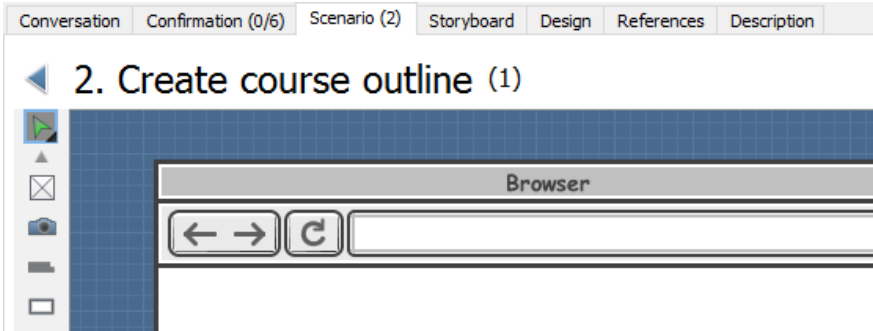 Conversation Confirmation (0/6) Scenario (2) Storyboard Design References Description
2. Create course outline (1)
Browser